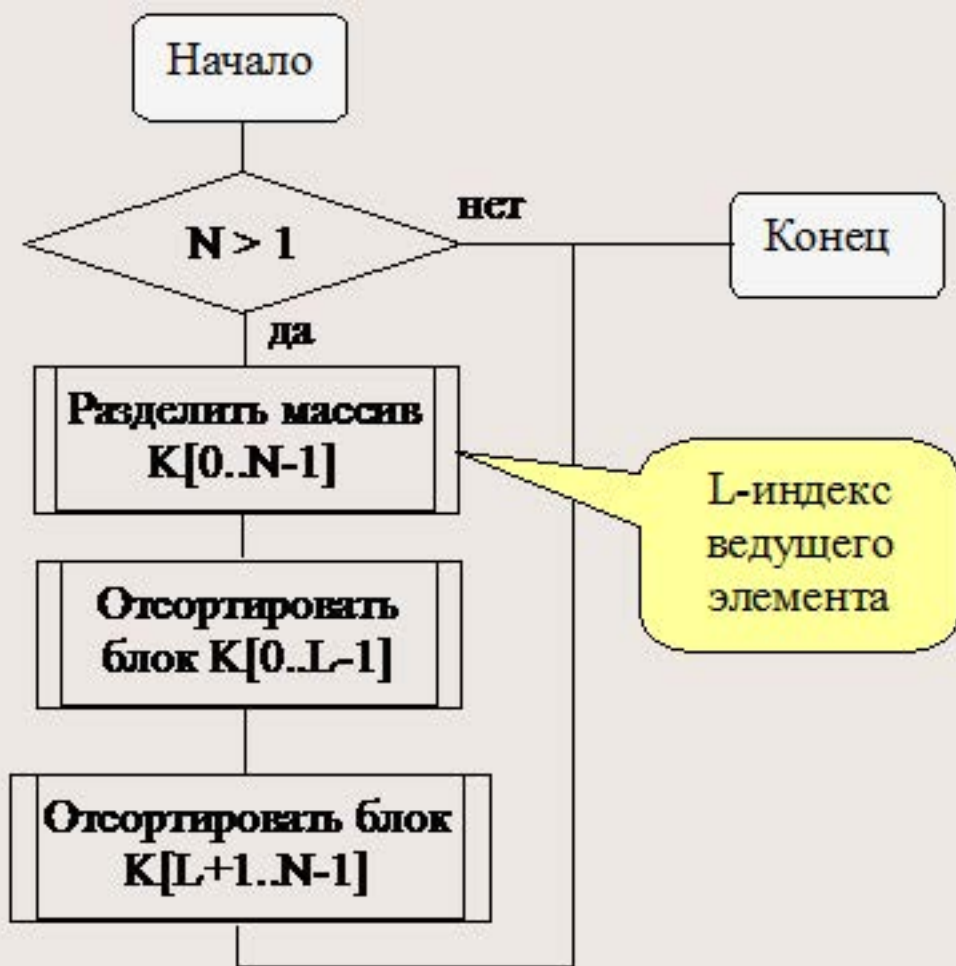 Начало
N > 1
нет
Конец
да
Разделить массив
K[0..N-1]
L-индекс
ведущего
элемента
Отсортировать
блок K[0..L-1]
Отсортировать блок
K[L+1..N-1]